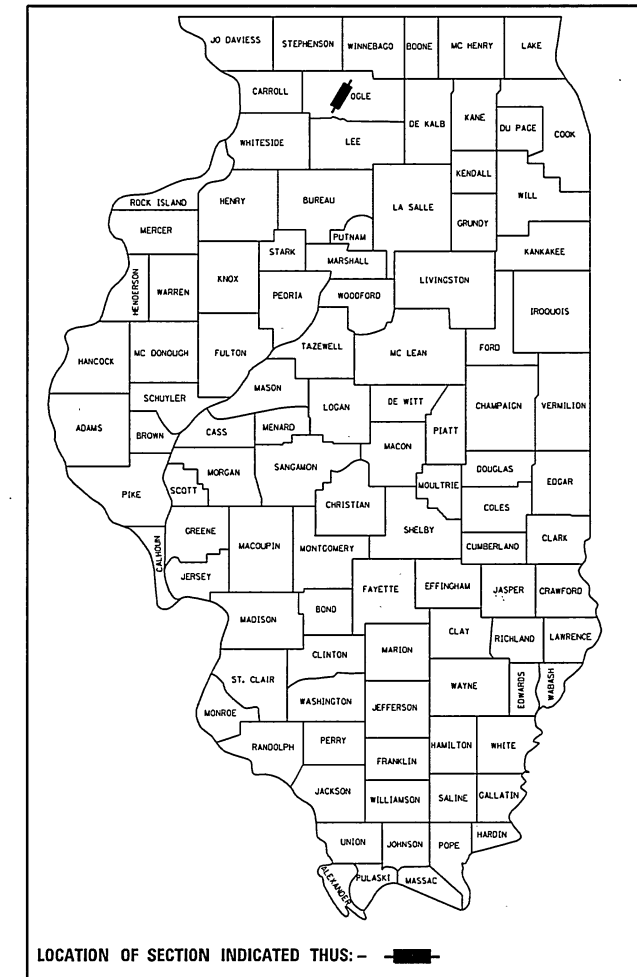 JO DAVIESS STEPHENSON WINNEBAGO BOONE MC HENRY LAKE
CARROLL OGLE DE KALB KANE DU PAGE COOK
WHITESIDE LEE
KENDALL WILL
ROCK ISLAND HENRY BUREAU LA SALLE GRUNDY
MERCER PUTNAM
STARK MARSHALL KANKAKEE
HENDERSON WARREN KNOX PEORIA WOODFORD LIVINGSTON
IROQUOIS
HANCOCK MC DONOUGH FULTON TAZEWELL MC LEAN FORD
MASON
SCHUYLER LOGAN DE WITT CHAMPAIGN VERMILION
ADAMS BROWN CASS MENARD MACON PIATT
PIKE SCOTT MORGAN SANGAMON MOULTRIE DOUGLAS EDGAR
CHRISTIAN COLES
CALHOUN GREENE MACOUPIN MONTGOMERY SHELBY CUMBERLAND CLARK
JERSEY
FAYETTE EFFINGHAM JASPER CRAWFORD
MADISON BOND
CLAY RICHLAND LAWRENCE
CLINTON MARION
ST. CLAIR WAYNE EDWARDS WABASH
WASHINGTON JEFFERSON
MONROE
RANDOLPH PERRY HAMILTON WHITE
FRANKLIN
JACKSON WILLIAMSON SALINE GALLATIN
UNION JOHNSON POPE HARDIN
ALEXANDER PULASKI MASSAC
LOCATION OF SECTION INDICATED THUS: -